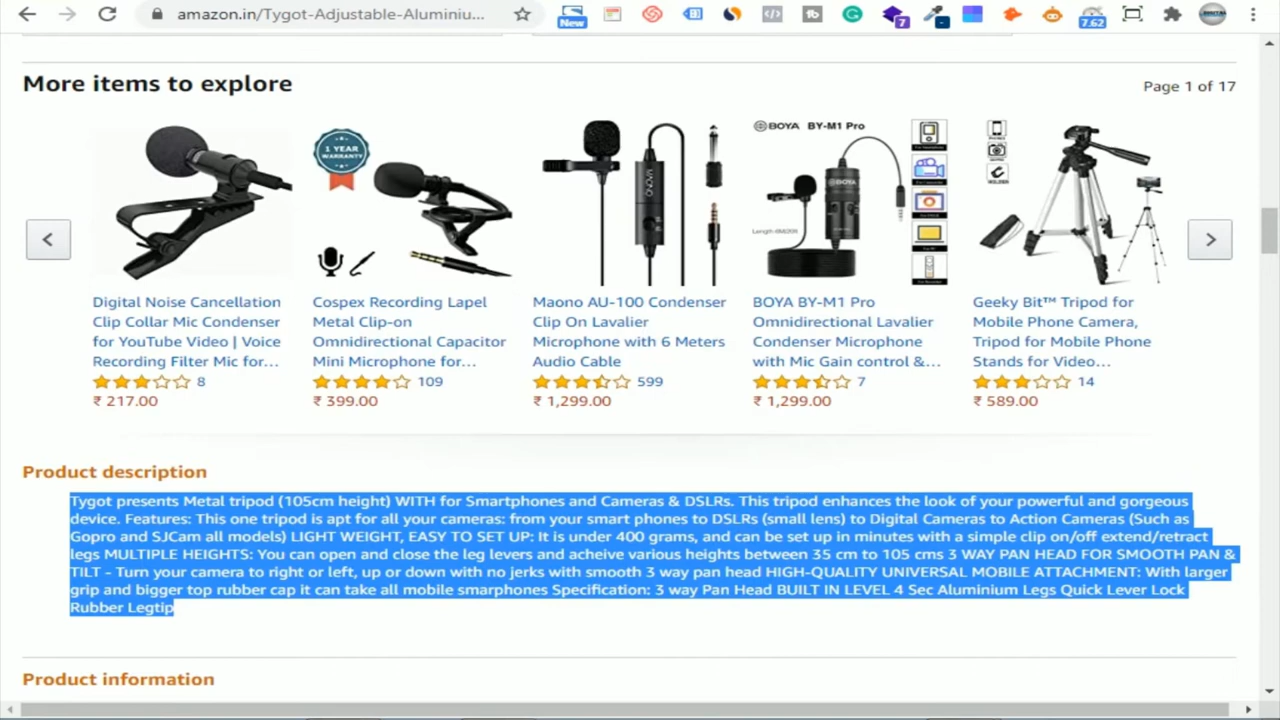 amazon.in/Tygot-Adjustable-Aluminiu...
New
7
7.62
More items to explore
Page 1 of 17
1 YEAR
WARRANTY
MAONO
BOYA BY-M1 Pro
BOYA
Length
Digital Noise Cancellation
Clip Collar Mic Condenser
for YouTube Video | Voice
Recording Filter Mic for...
8
₹ 217.00
Cospex Recording Lapel
Metal Clip-on
Omnidirectional Capacitor
Mini Microphone for...
109
₹ 399.00
Maono AU-100 Condenser
Clip On Lavalier
Microphone with 6 Meters
Audio Cable
599
₹ 1,299.00
BOYA BY-M1 Pro
Omnidirectional Lavalier
Condenser Microphone
with Mic Gain control &...
7
₹ 1,299.00
Geeky Bit™ Tripod for
Mobile Phone Camera,
Tripod for Mobile Phone
Stands for Video...
14
₹ 589.00
Product description
Tygot presents Metal tripod (105cm height) WITH for Smartphones and Cameras & DSLRs. This tripod enhances the look of your powerful and gorgeous
device. Features: This one tripod is apt for all your cameras: from your smart phones to DSLRs (small lens) to Digital Cameras to Action Cameras (Such as
Gopro and SJCam all models) LIGHT WEIGHT, EASY TO SET UP: It is under 400 grams, and can be set up in minutes with a simple clip on/off extend/retract
legs MULTIPLE HEIGHTS: You can open and close the leg levers and acheive various heights between 35 cm to 105 cms 3 WAY PAN HEAD FOR SMOOTH PAN &
TILT - Turn your camera to right or left, up or down with no jerks with smooth 3 way pan head HIGH-QUALITY UNIVERSAL MOBILE ATTACHMENT: With larger
grip and bigger top rubber cap it can take all mobile smarphones Specification: 3 way Pan Head BUILT IN LEVEL 4 Sec Aluminium Legs Quick Lever Lock
Rubber Legtip
Product information